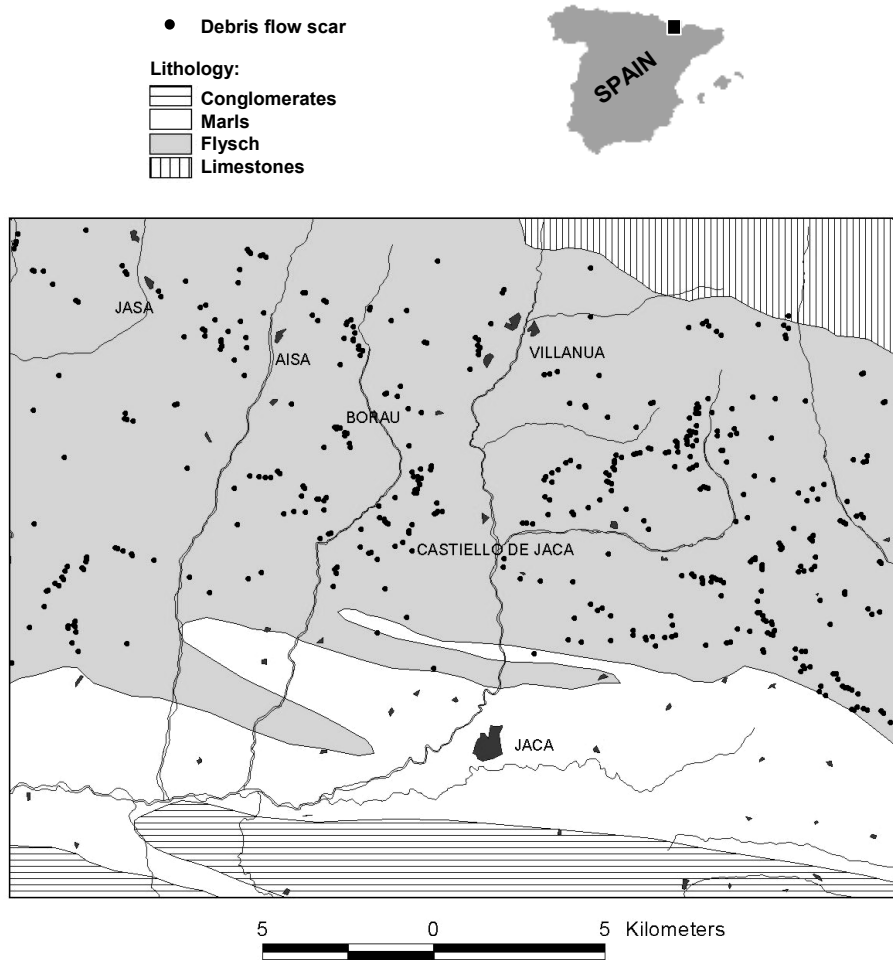 Debris flow scar
Lithology:
Conglomerates
Marls
Flysch
Limestones
SPAIN
JASA
AISA
VILLANUA
BORAU
CASTIELLO DE JACA
JACA
5 0 5 Kilometers